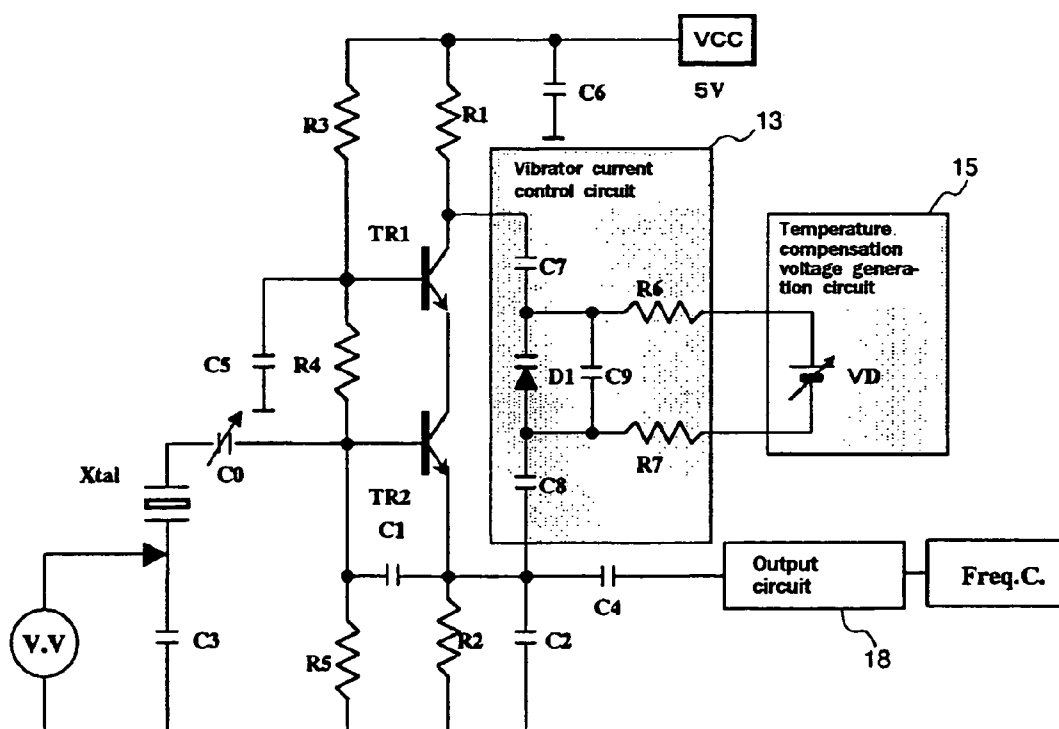 VCC
5V
C6
R3
R1
13
Vibrator current
control circuit
15
Temperature
compensation
voltage genera-
tion circuit
TR1
C7
R6
C5
R4
D1
C9
VD
C0
R7
Xtal
TR2
C8
C1
Output
circuit
Freq.C.
C4
V.V
C3
R5
R2
C2
18